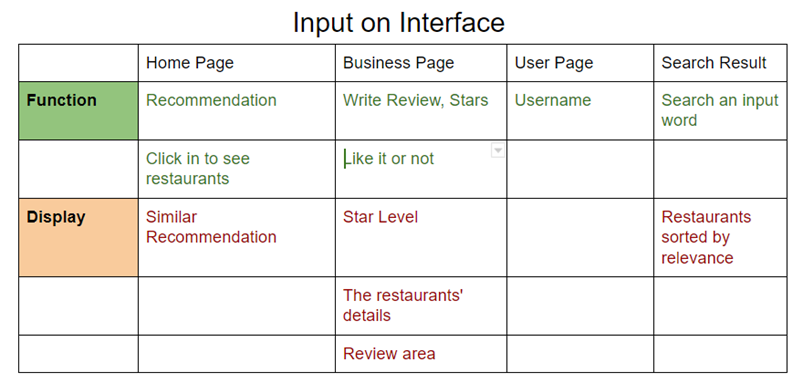 Input on Interface
Home Page
Business Page
User Page
Search Result
Function
Recommendation
Write Review, Stars
Username
Search an input
word
Click in to see
restaurants
Like it or not
Display
Similar
Recommendation
Star Level
Restaurants
sorted by
relevance
The restaurants'
details
Review area